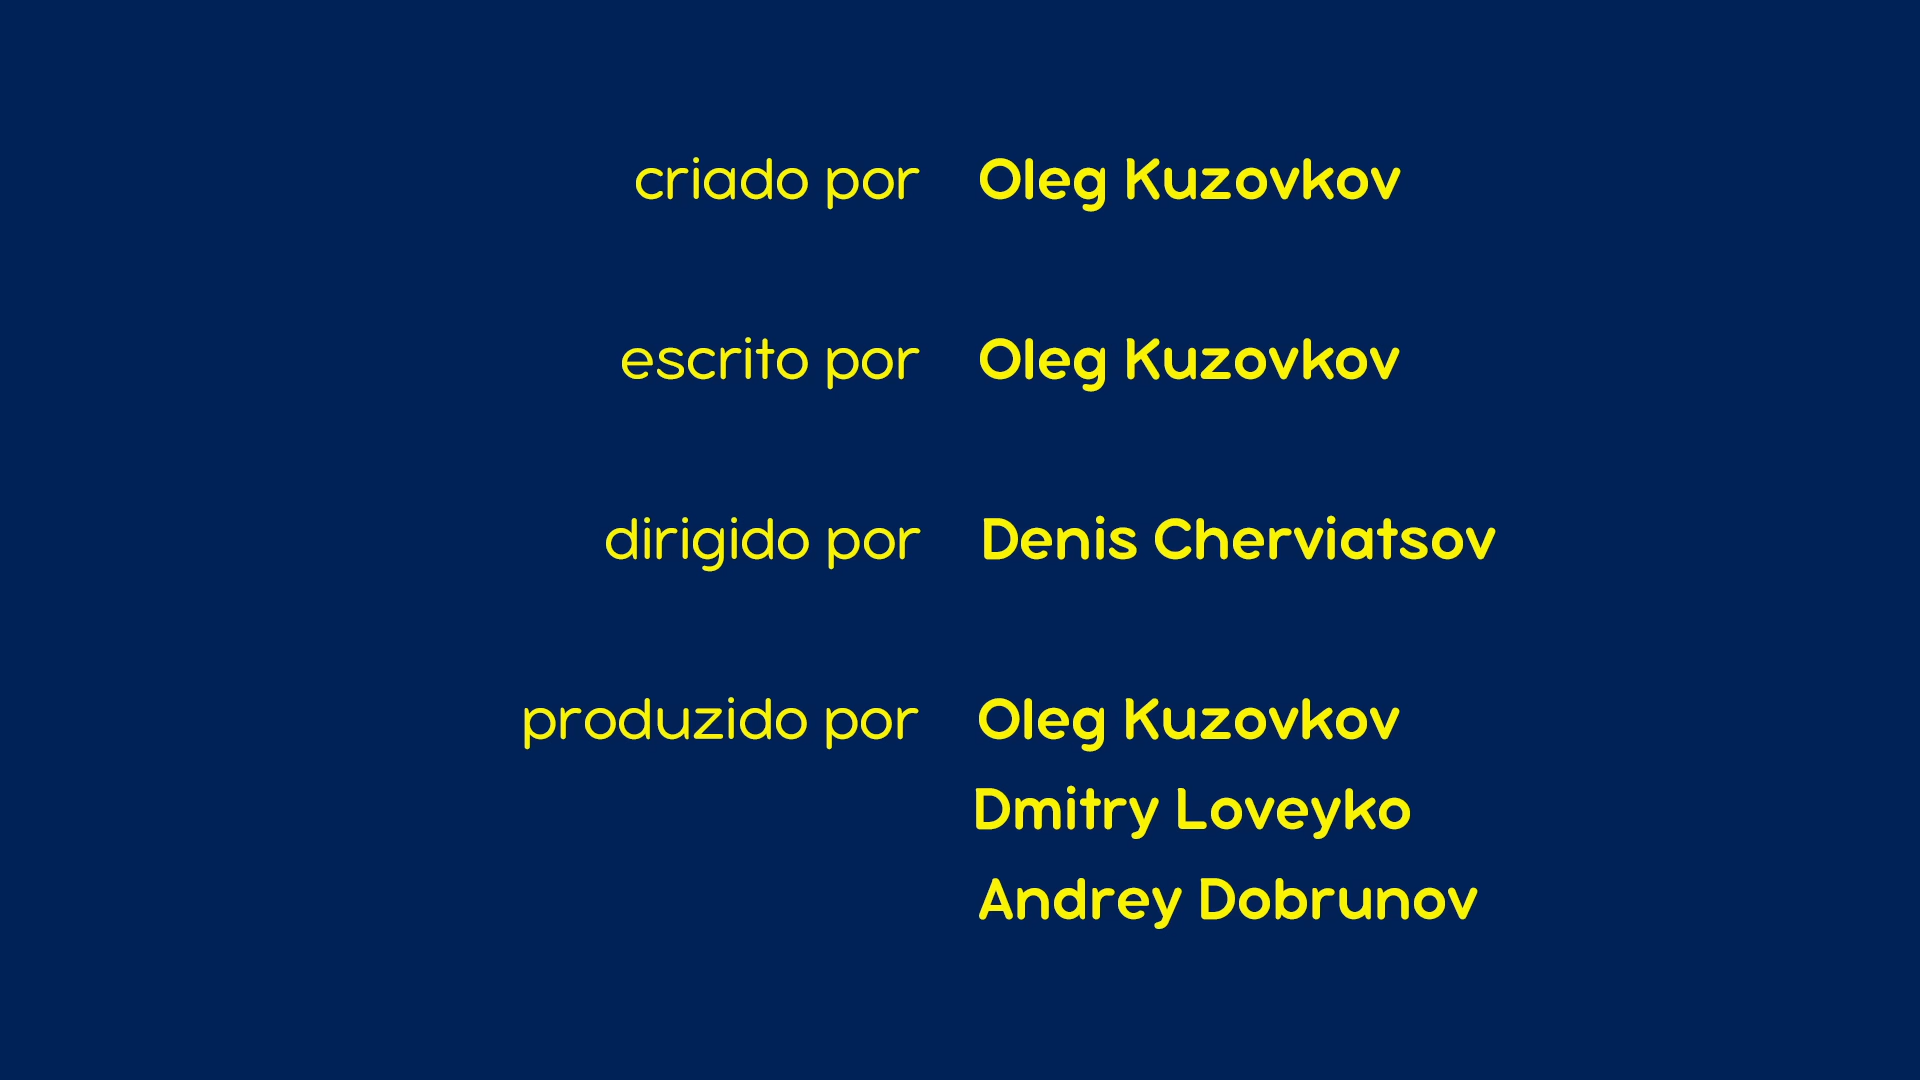 criado por Oleg Kuzovkov
escrito por Oleg Kuzovkov
dirigido por Denis Cherviatsov
produzido por Oleg Kuzovkov
Dmitry Loveyko
Andrey Dobrunov